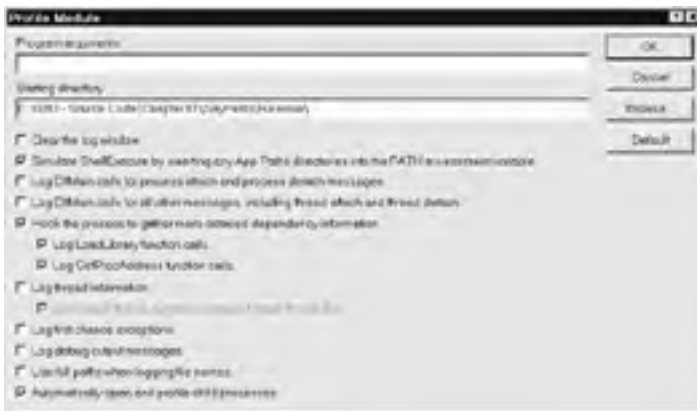 Profile Module
Program arguments:
OK
Starting directory:
Cancel
Source Code\Chapter
Browse...
Default
Clear the log window
Simulate ShellExecute by inserting any App Paths directories into the PATH environment variable.
Log DllMain calls for process attach and process detach messages.
Log DllMain calls for all other messages, including thread attach and thread detach.
Hook the process to gather more detailed dependency information.
Log LoadLibrary function calls.
Log GetProcAddress function calls.
Log thread information.
Log first chance exceptions.
Log debug output messages.
Use full paths when logging file names.
Automatically open and profile child processes.